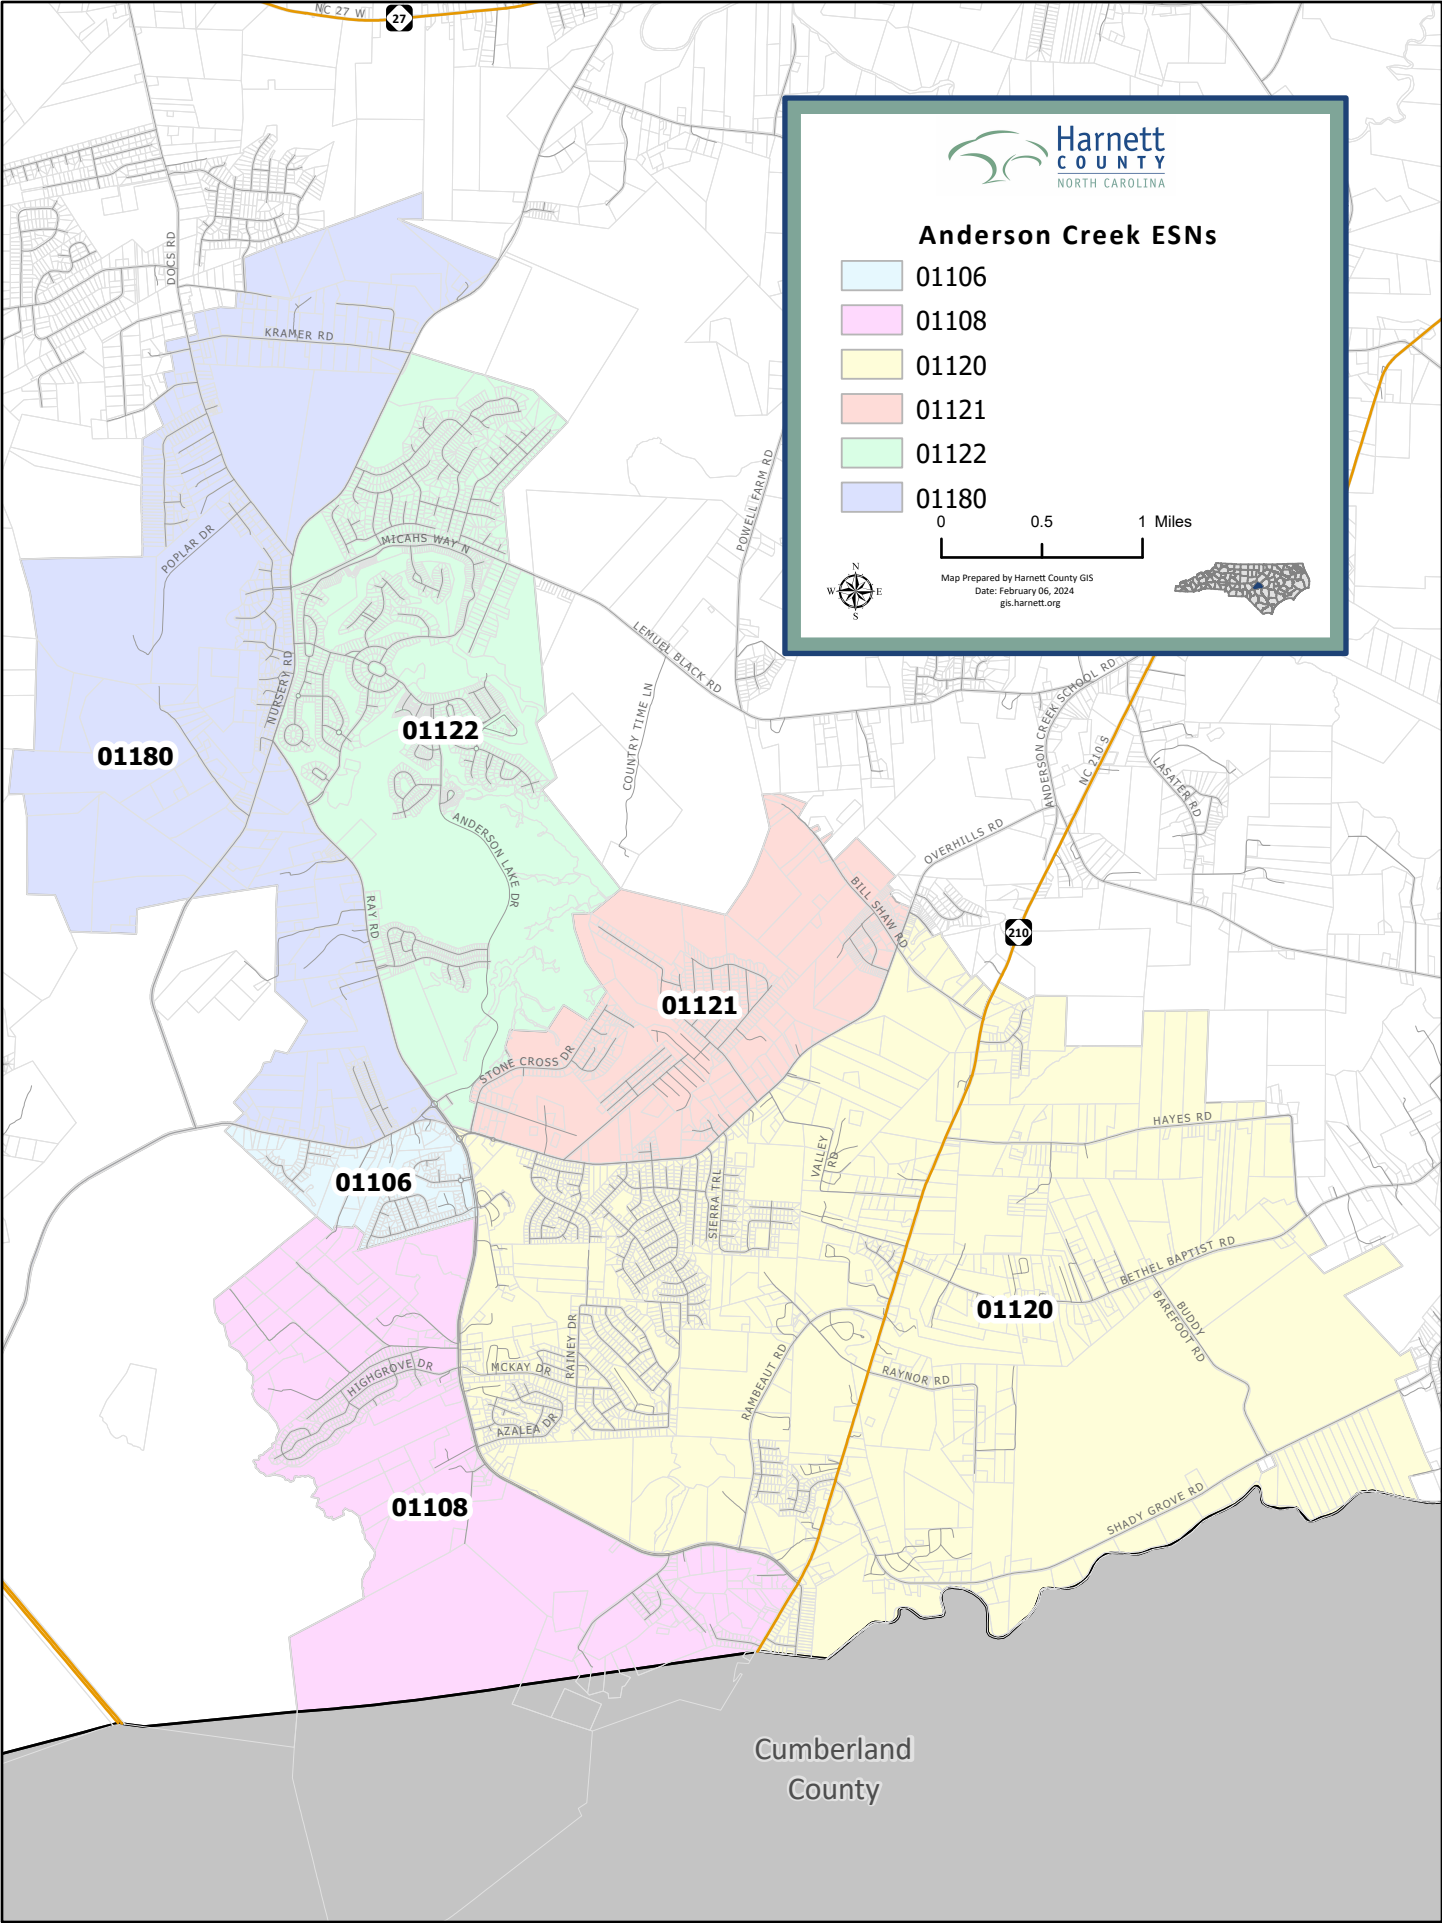 NC 27 W
27
Harnett
COUNTY
NORTH CAROLINA
Anderson Creek ESNs
01106
01108
01120
01121
01122
01180
0 0.5 1 Miles
Map Prepared by Harnett County GIS
Date: February 06, 2024
gis.harnett.org
N
W E
S
DOCS RD
KRAMER RD
POWELL FARM RD
POPLAR DR
MICAHS WAY N
LEMUEL BLACK RD
NURSERY RD
COUNTRY TIME LN
ANDERSON CREEK SCHOOL RD
NC 210 S
LASATER RD
01122
01180
ANDERSON LAKE DR
OVERHILLS RD
BILL SHAW RD
RAY RD
210
01121
STONE CROSS DR
HAYES RD
VALLEY
RD
01106
SIERRA TRL
BETHEL BAPTIST RD
01120
BUDDY
BAREFOOT RD
RAINEY DR
HIGHGROVE DR
MCKAY DR
RAMBEAUT RD
RAYNOR RD
AZALEA DR
01108
SHADY GROVE RD
Cumberland
County